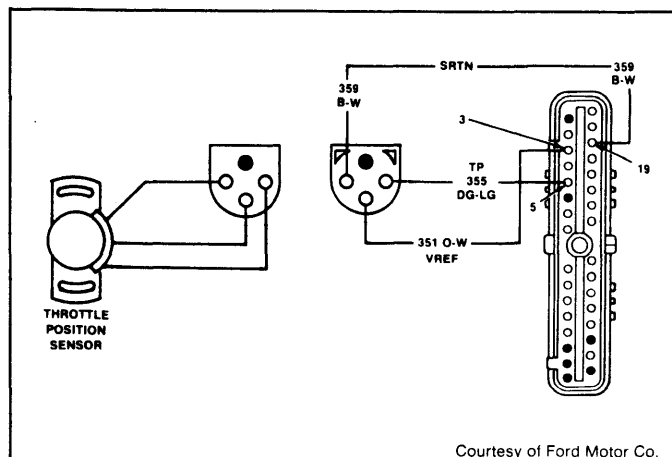 SRTN
359
B-W
359
B-W
3
19
TP
355
DG-LG
5
351 O-W
VREF
THROTTLE
POSITION
SENSOR
Courtesy of Ford Motor Co.